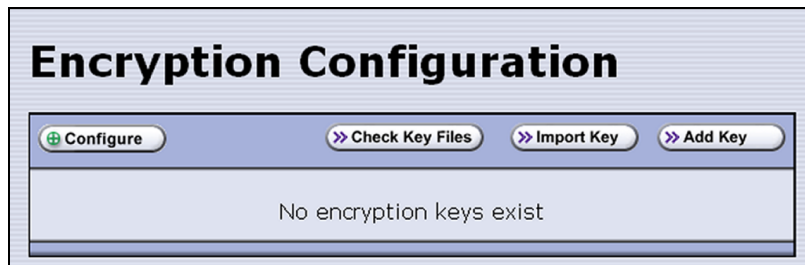 Encryption Configuration
Configure Check Key Files Import Key Add Key
No encryption keys exist